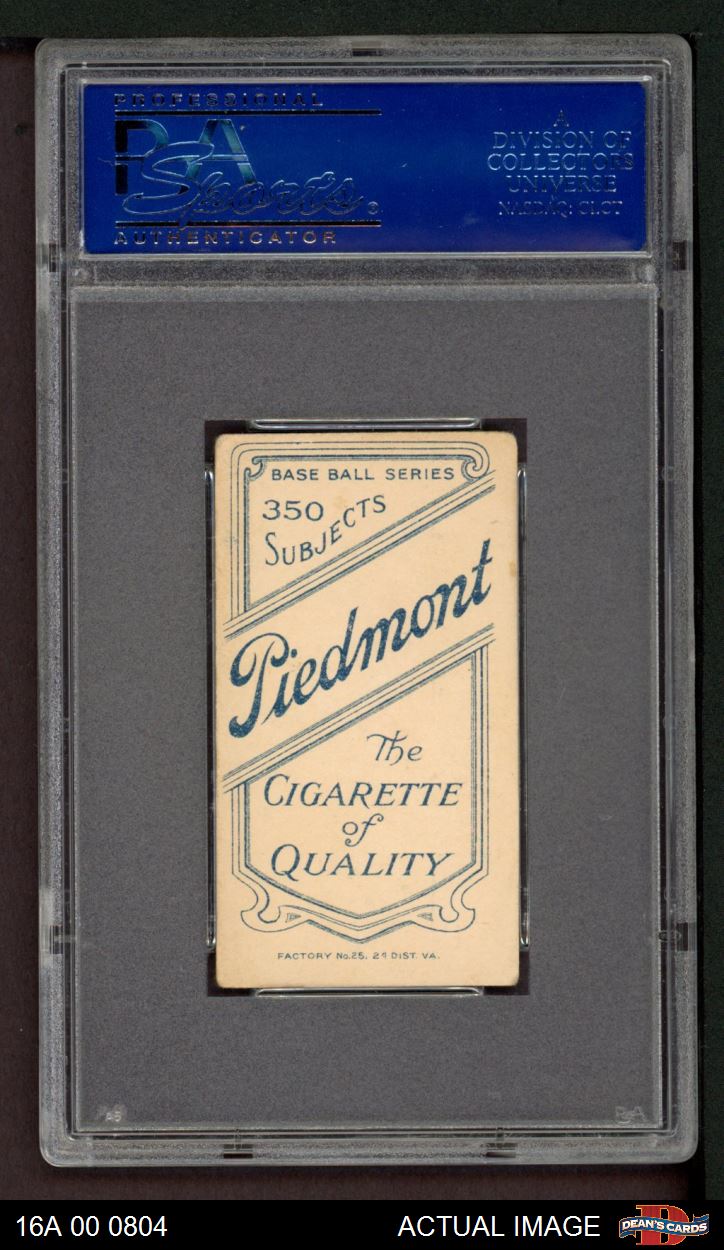 PROFESSIONAL
PSA
Sports
AUTHENTICATOR
A
DIVISION OF
COLLECTORS
UNIVERSE
NASDAQ: CLCT
BASE BALL SERIES
350
SUBJECTS
Piedmont
The
CIGARETTE
of
QUALITY
FACTORY No. 25, 2d DIST. VA.
PSA
16A 00 0804
ACTUAL IMAGE
D
DEAN'S CARDS